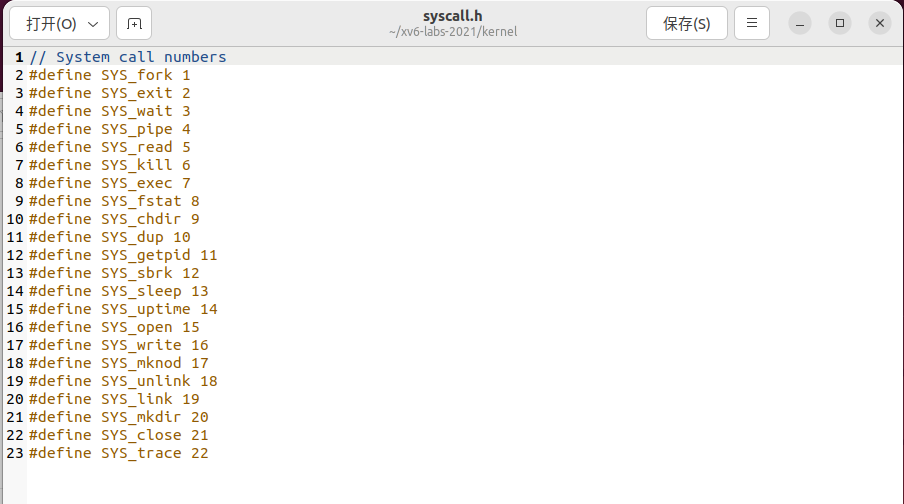 打开(O)
syscall.h
~/xv6-labs-2021/kernel
保存(S)
1 // System call numbers
2 #define SYS_fork 1
3 #define SYS_exit 2
4 #define SYS_wait 3
5 #define SYS_pipe 4
6 #define SYS_read 5
7 #define SYS_kill 6
8 #define SYS_exec 7
9 #define SYS_fstat 8
10 #define SYS_chdir 9
11 #define SYS_dup 10
12 #define SYS_getpid 11
13 #define SYS_sbrk 12
14 #define SYS_sleep 13
15 #define SYS_uptime 14
16 #define SYS_open 15
17 #define SYS_write 16
18 #define SYS_mknod 17
19 #define SYS_unlink 18
20 #define SYS_link 19
21 #define SYS_mkdir 20
22 #define SYS_close 21
23 #define SYS_trace 22